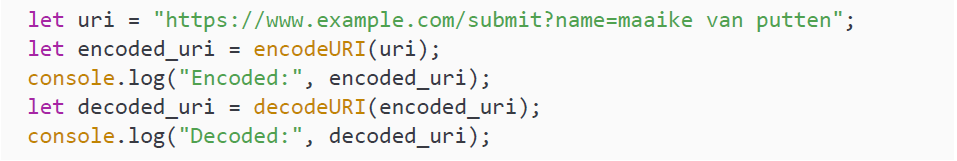 let uri = "https://www.example.com/submit?name=maaike van putten";
let encoded_uri = encodeURI(uri);
console.log("Encoded:", encoded_uri);
let decoded_uri = decodeURI(encoded_uri);
console.log("Decoded:", decoded_uri);